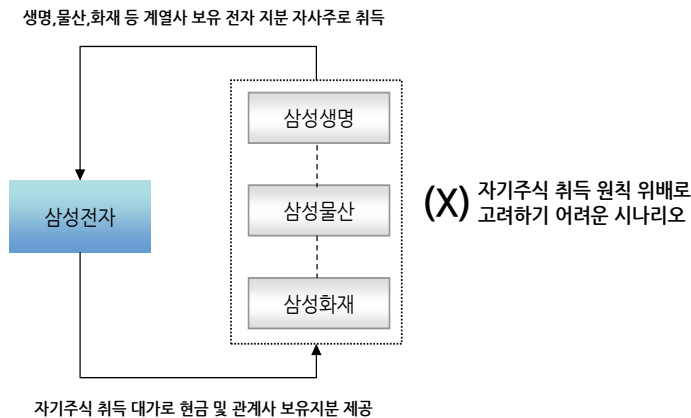 생명,물산,화재 등 계열사 보유 전자 지분 자사주로 취득
삼성생명
삼성전자
삼성물산
삼성화재
(X) 자기주식 취득 원칙 위배로
고려하기 어려운 시나리오
자기주식 취득 대가로 현금 및 관계사 보유지분 제공